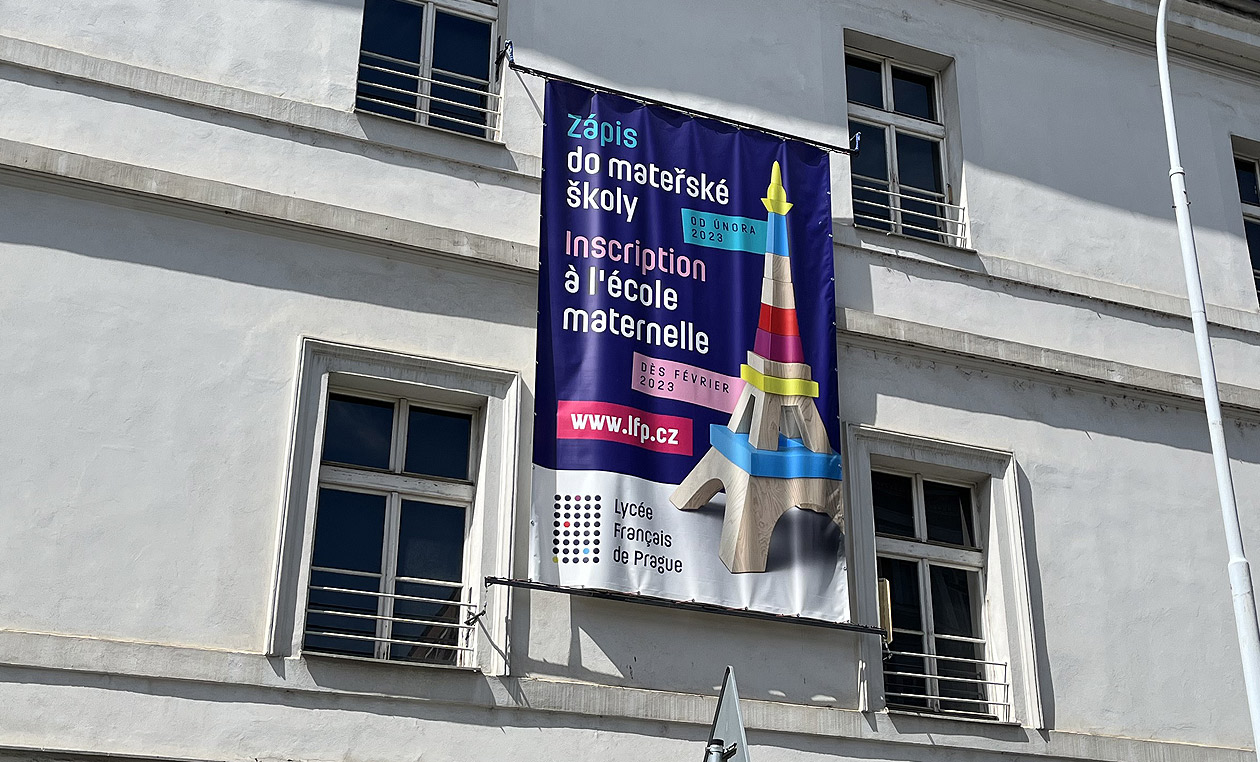 zápis
do mateřské
školy
OD ÚNORA
2023
Inscription
à l'école
maternelle
DÈS FÉVRIER
2023
www.lfp.cz
Lycée
Français
de Prague